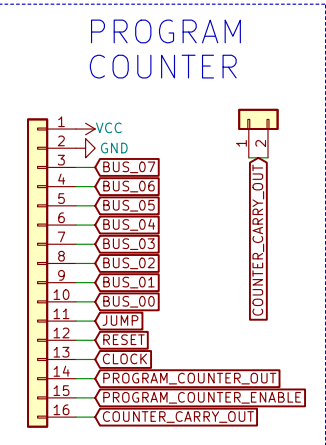 PROGRAM
COUNTER
1 VCC
2 GND
3 BUS_07
4 BUS_06
5 BUS_05
6 BUS_04
7 BUS_03
8 BUS_02
9 BUS_01
10 BUS_00
11 JUMP
12 RESET
13 CLOCK
14 PROGRAM_COUNTER_OUT
15 PROGRAM_COUNTER_ENABLE
16 COUNTER_CARRY_OUT
1
2
COUNTER_CARRY_OUT